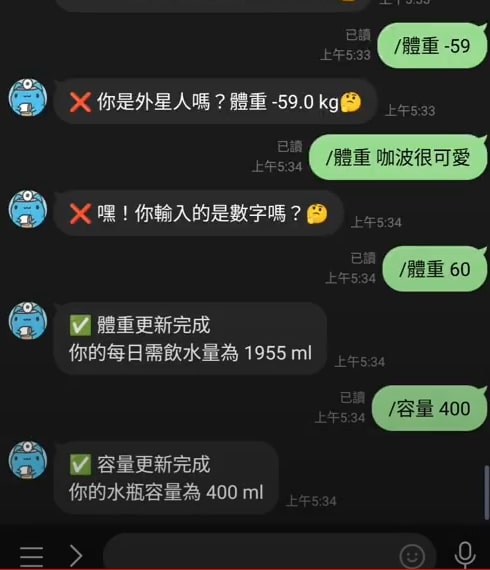 上午5:33
已讀
上午5:33
/體重 -59
❌ 你是外星人嗎？體重 -59.0 kg🤔
上午5:33
已讀
上午5:34
/體重 咖波很可愛
❌ 嘿！你輸入的是數字嗎？🤔
上午5:34
已讀
上午5:34
/體重 60
✅ 體重更新完成
你的每日需飲水量為 1955 ml
上午5:34
已讀
上午5:34
/容量 400
✅ 容量更新完成
你的水瓶容量為 400 ml
上午5:34